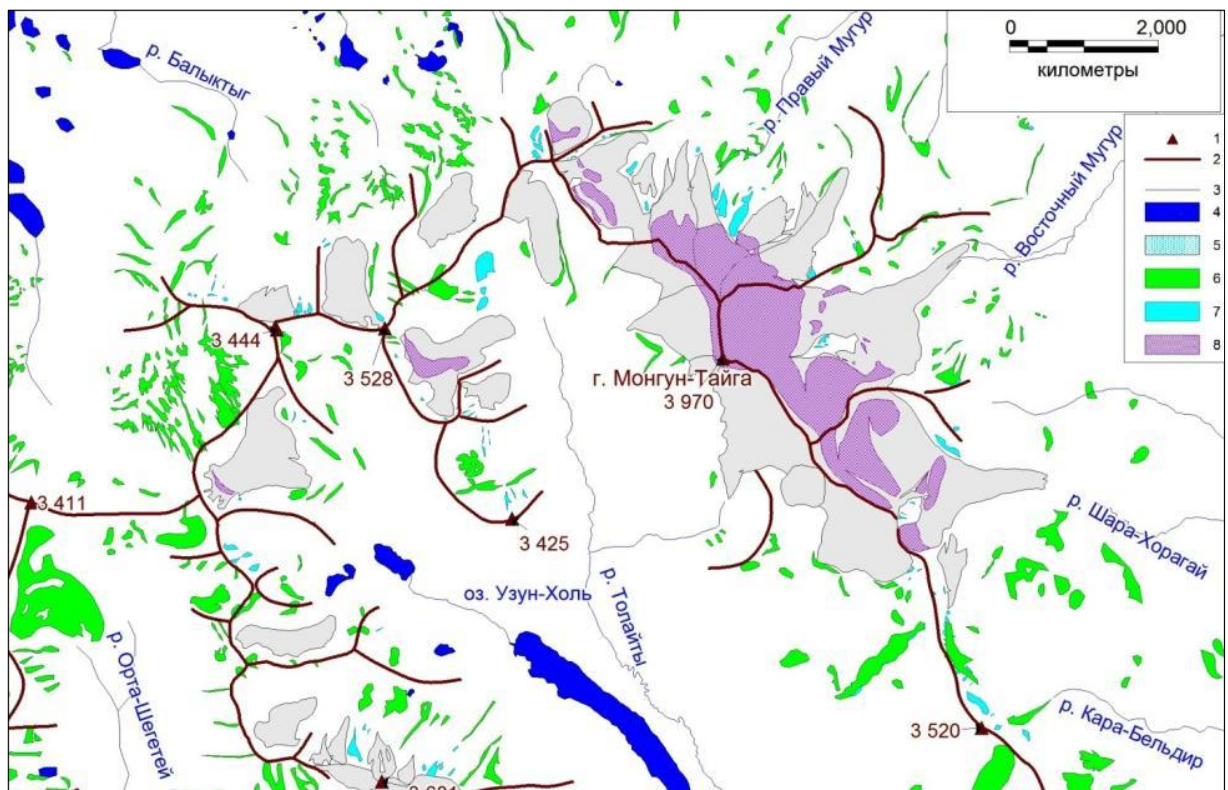 0 2,000
километры
р. Балыктыг
р. Правый Мугур
р. Восточный Мугур
1
2
3
4
5
6
7
8
3 444
3 528
г. Монгун-Тайга
3 970
3 411
3 425
р. Шара-Хорагай
оз. Узун-Холь
р. Толайты
р. Орта-Шегетей
3 520
р. Кара-Бельдир